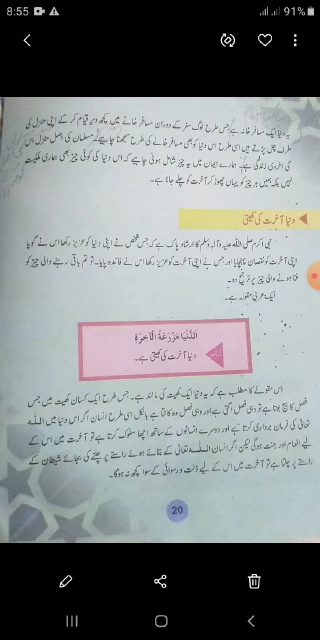 8:55
91%
یہ دنیا ایک مسافر خانہ ہے جس طرح لوگ سفر کے دوران مسافر خانے میں کچھ دیر قیام کر کے اپنی منزل کی
طرف چل پڑتے ہیں اسی طرح اس دنیا کو بھی مسافر خانے کی طرح سمجھنا چاہیے۔ مسلمان کی اصل منزل اس
کی اخروی زندگی ہے۔ ہمارے ایمان میں یہ چیز شامل ہونی چاہیے کہ اس دنیا کی کوئی چیز بھی ہماری ملکیت
نہیں بلکہ ہمیں ہر چیز کو یہاں چھوڑ کر آخرت کو چلے جانا ہے۔
دنیا آخرت کی کھیتی
نبی اکرم صلی اللہ علیہ وآلہٖ وسلم کا ارشاد پاک ہے کہ جس شخص نے اپنی دنیا کو عزیز رکھا اس نے گویا
اپنی آخرت کو نقصان پہنچایا اور جس نے اپنی آخرت کو عزیز رکھا اس نے فائدہ پایا۔ تو تم باقی رہنے والی چیز کو
فنا ہونے والی چیز پر ترجیح دو۔
ایک عربی مقولہ ہے۔
اَلدُّنْيَا مَزْرَعَةُ الْاٰخِرَةِ
ترجمہ
دنیا آخرت کی کھیتی ہے۔
اس مقولے کا مطلب ہے کہ یہ دنیا ایک کھیت کی مانند ہے۔ جس طرح ایک کسان کھیت میں جس
فصل کا بیج بوتا ہے تو وہی فصل اگتی ہے اور وہی فصل وہ کاٹتا ہے بالکل اسی طرح انسان اگر اس دنیا میں اللہ
تعالیٰ کی فرمان برداری کرتا ہے اور دوسرے انسانوں کے ساتھ اچھا سلوک کرتا ہے تو آخرت میں اس کے
لیے انعام اور جنت ہوگی لیکن اگر انسان اللہ تعالیٰ کے بتائے ہوئے راستے پر چلنے کی بجائے شیطان کے
راستے پر چلتا ہے تو آخرت میں اس کے لیے ذلت و رسوائی کے سوا کچھ نہ ہوگا۔
20